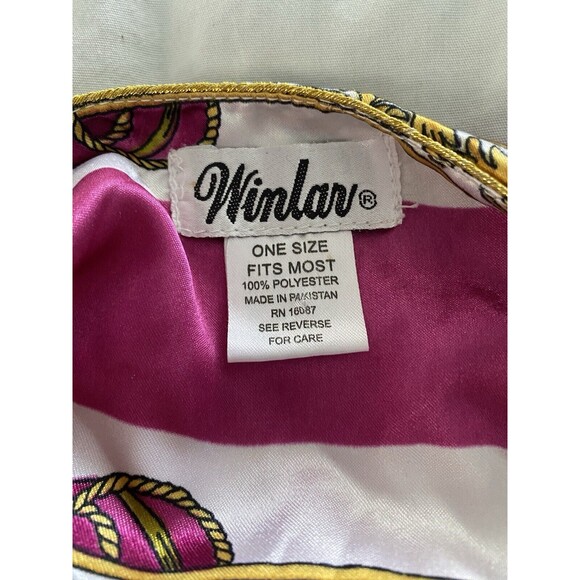 Winlar®
ONE SIZE
FITS MOST
100% POLYESTER
MADE IN PAKISTAN
RN 16087
SEE REVERSE
FOR CARE